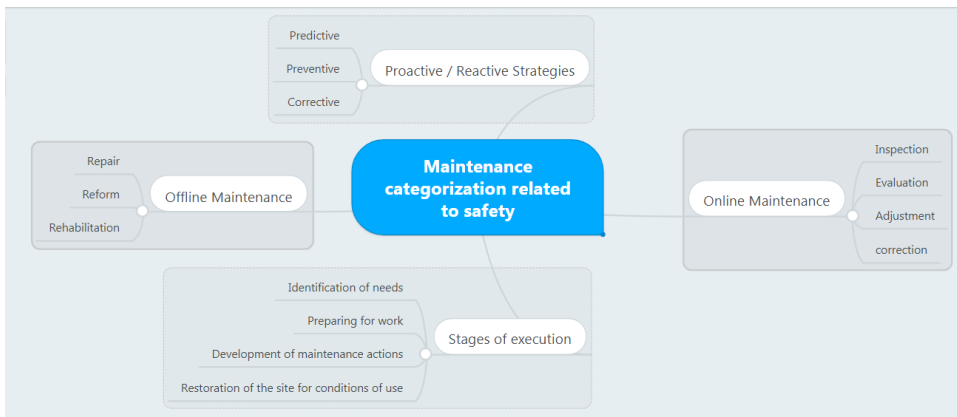 Predictive
Preventive
Corrective
Proactive / Reactive Strategies
Maintenance
categorization related
to safety
Repair
Reform
Rehabilitation
Offline Maintenance
Inspection
Evaluation
Adjustment
correction
Online Maintenance
Identification of needs
Preparing for work
Development of maintenance actions
Restoration of the site for conditions of use
Stages of execution